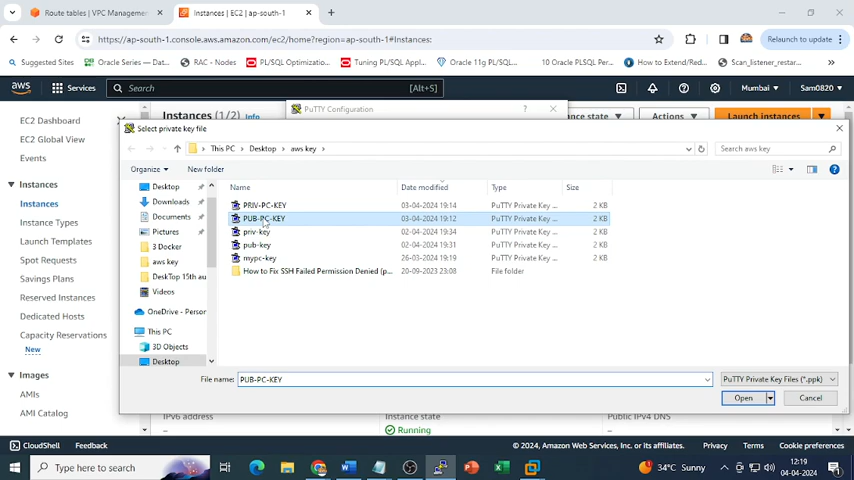 Route tables | VPC Managemen
Instances | EC2 | ap-south-1
https://ap-south-1.console.aws.amazon.com/ec2/home?region=ap-south-1#Instances:
Relaunch to update
Suggested Sites
Oracle Series — Dat...
RAC - Nodes
PL/SQL Optimizatio...
Tuning PL/SQL Appl...
Oracle 11g PL/SQL...
20 Oracle PLSQL Per...
How to Extend/Redu...
Scan_listener_restar...
aws
Services
Search
[Alt+S]
Mumbai
Sam0820
EC2 Dashboard
EC2 Global View
Events
Instances
Instances
Instance Types
Launch Templates
Spot Requests
Savings Plans
Reserved Instances
Dedicated Hosts
Capacity Reservations
New
Images
AMIs
AMI Catalog
Instances (1/2) Info
Actions
Launch instances
PuTTY Configuration
Select private key file
This PC > Desktop > aws key >
Search aws key
Organize
New folder
Desktop
Downloads
Documents
Pictures
3 Docker
aws key
DeskTop 15th au
Videos
OneDrive - Person
This PC
3D Objects
Desktop
Name Date modified Type Size
PRIV-PC-KEY 03-04-2024 19:14 PuTTY Private Key ... 2 KB
PUB-PC-KEY 03-04-2024 19:12 PuTTY Private Key ... 2 KB
priv-key 02-04-2024 19:34 PuTTY Private Key ... 2 KB
pub-key 02-04-2024 19:31 PuTTY Private Key ... 2 KB
mypc-key 26-03-2024 19:19 PuTTY Private Key ... 2 KB
How to Fix SSH Failed Permission Denied (p... 20-09-2023 23:08 File folder
File name: PUB-PC-KEY
PuTTY Private Key Files (*.ppk)
Open
Cancel
IPv6 address
Instance state
Public IPv4 DNS
–
Running
–
CloudShell
Feedback
© 2024, Amazon Web Services, Inc. or its affiliates.
Privacy
Terms
Cookie preferences
Type here to search
34°C Sunny
12:19
04-04-2024